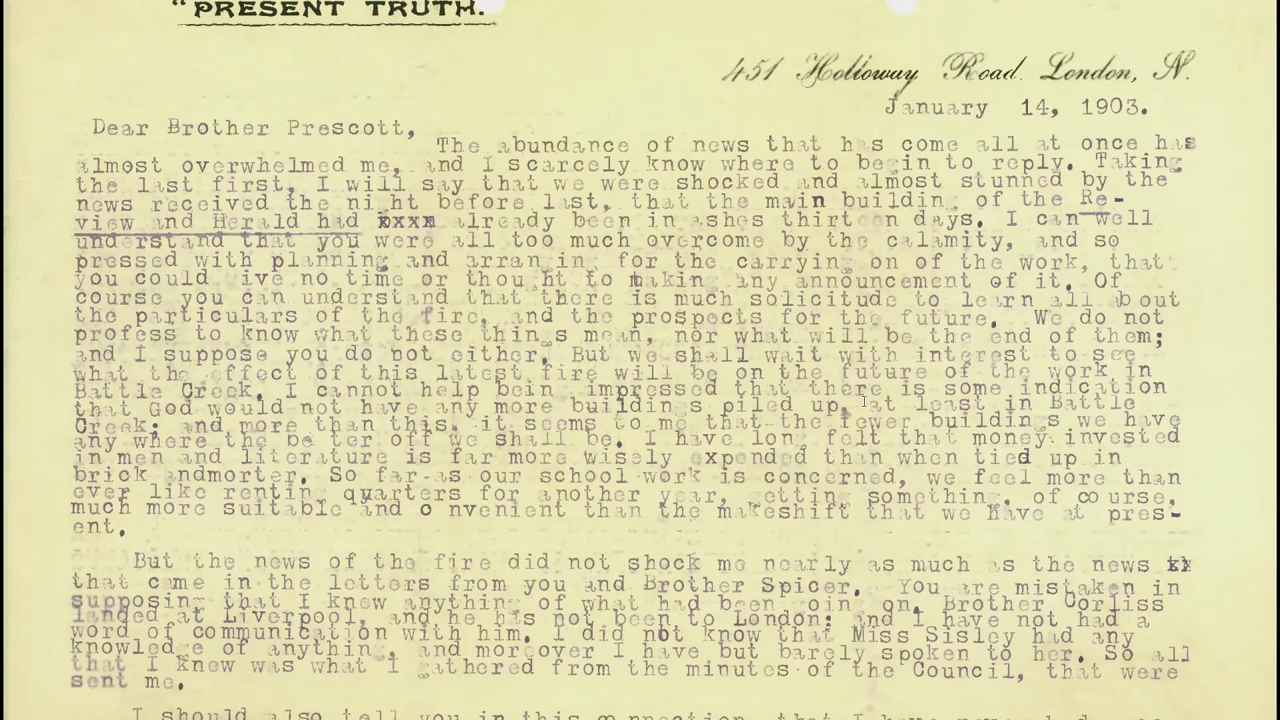 "PRESENT TRUTH.
451 Holloway Road. London, N.
January 14, 1903.
Dear Brother Prescott,
The abundance of news that has come all at once has
almost overwhelmed me, and I scarcely know where to begin to reply. Taking
the last first, I will say that we were shocked and almost stunned by the
news received the night before last, that the main building of the Re-
view and Herald had xxxx already been in ashes thirteen days. I can well
understand that you were all too much overcome by the calamity, and so
pressed with planning and arranging for the carrying on of the work, that
you could give no time or thought to making any announcement of it. Of
course you can understand that there is much solicitude to learn all about
the particulars of the fire, and the prospects for the future. We do not
profess to know what these things mean, nor what will be the end of them;
and I suppose you do not either. But we shall wait with interest to see
what the effect of this latest fire will be on the future of the work in
Battle Creek. I cannot help being impressed that there is some indication
that God would not have any more buildings piled up, at least in Battle
Creek; and more than this, it seems to me that the fewer buildings we have
any where the better off we shall be. I have long felt that money invested
in men and literature is far more wisely expended than when tied up in
brick andmorter. So far as our school work is concerned, we feel more than
ever like renting quarters for another year, getting something, of course,
much more suitable and convenient than the makeshift that we have at pres-
ent.
But the news of the fire did not shock me nearly as much as the news xx
that came in the letters from you and Brother Spicer. You are mistaken in
supposing that I knew anything of what had been going on. Brother Corliss
landed at Liverpool, and he has not been to London; and I have not had a
word of communication with him. I did not know that Miss Sisley had any
knowledge of anything, and moreover I have but barely spoken to her. So all
that I knew was what I gathered from the minutes of the Council, that were
sent me.
I should also tell you in this connection, that I have never had